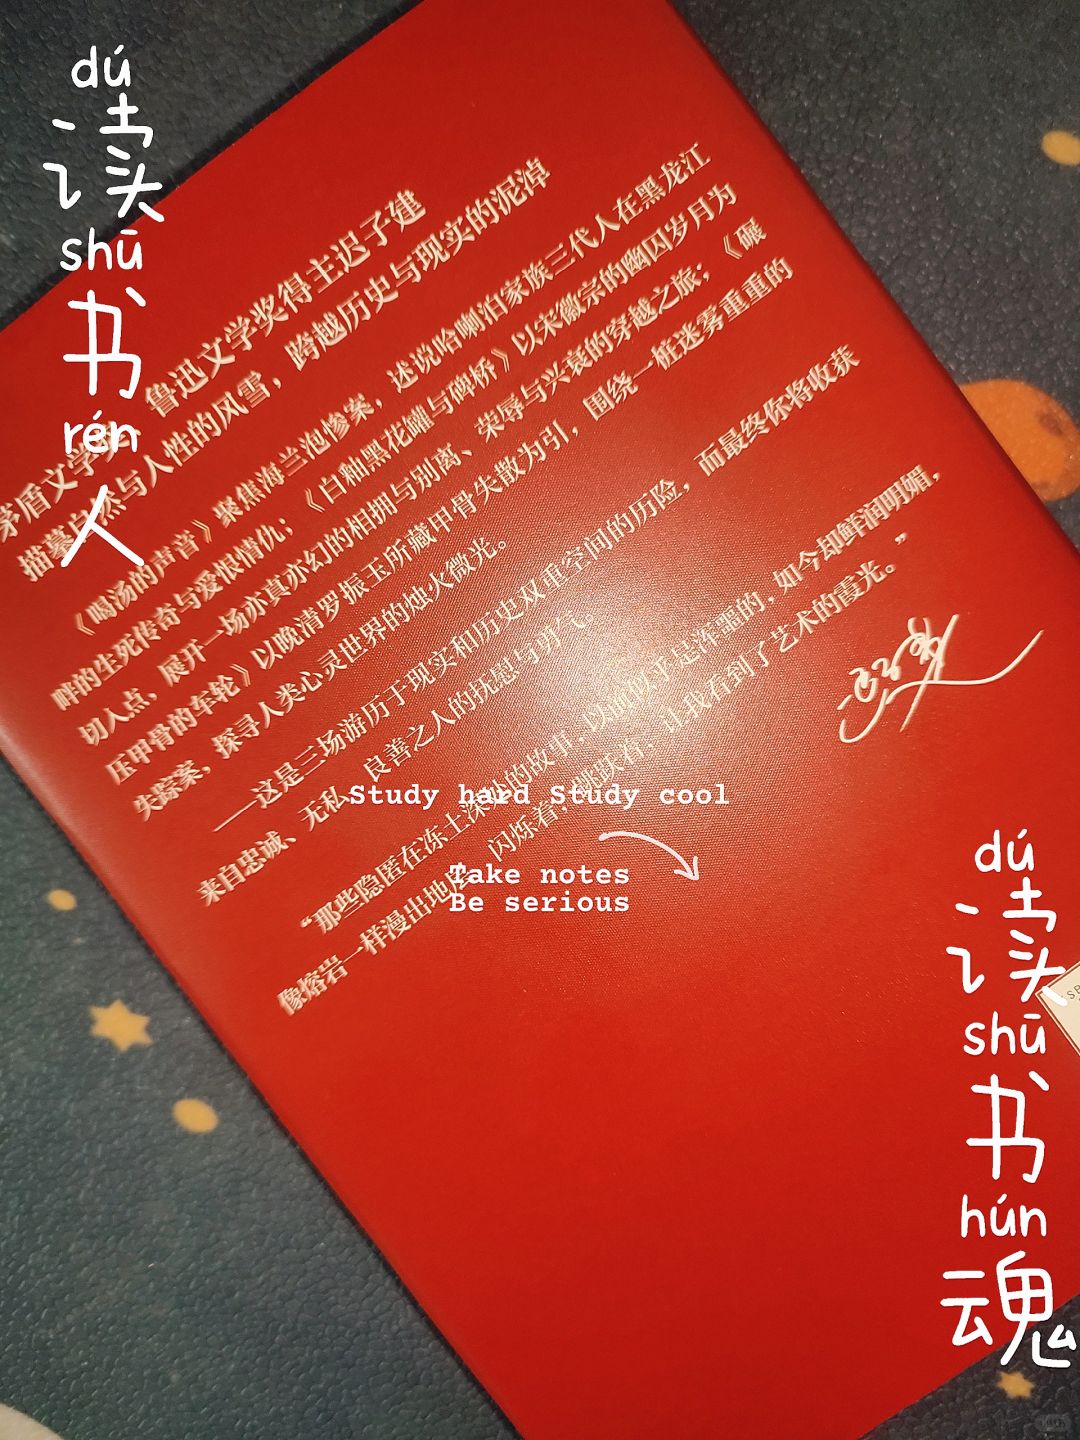 dú
读
shū
书
rén
人
茅盾文学奖、鲁迅文学奖得主迟子建
描摹自然与人性的风雪，跨越历史与现实的泥淖
《喝汤的声音》聚焦海兰泡惨案，述说哈喇泊家族三代人在黑龙江
畔的生死传奇与爱恨情仇；《白釉黑花罐与碑桥》以宋徽宗的幽囚岁月为
切入点，展开一场亦真亦幻的相拥与别离、荣辱与兴衰的穿越之旅；《碾
压甲骨的车轮》以晚清罗振玉所藏甲骨失散为引，围绕一桩迷雾重重的
失踪案，探寻人类心灵世界的烛火微光。
——这是三场游历于现实和历史双重空间的历险，而最终你将收获
来自忠诚、无私、良善之人的抚慰与勇气。
“那些隐匿在冻土深处的故事，以前似乎是浑噩的，如今却鲜润明媚，
像熔岩一样漫出地层，闪烁着，跳跃着，让我看到了艺术的霞光。”
Study hard Study cool
Take notes
Be serious
dú
读
shū
书
hún
魂